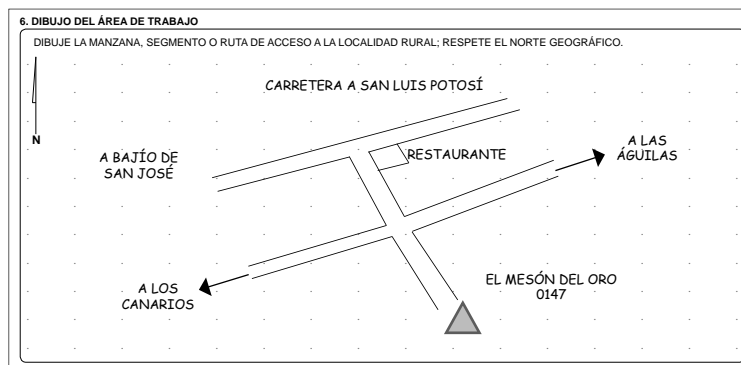 6. DIBUJO DEL ÁREA DE TRABAJO
DIBUJE LA MANZANA, SEGMENTO O RUTA DE ACCESO A LA LOCALIDAD RURAL; RESPETE EL NORTE GEOGRÁFICO.
CARRETERA A SAN LUIS POTOSÍ
N
A BAJÍO DE
SAN JOSÉ
RESTAURANTE
A LAS
ÁGUILAS
A LOS
CANARIOS
EL MESÓN DEL ORO
0147